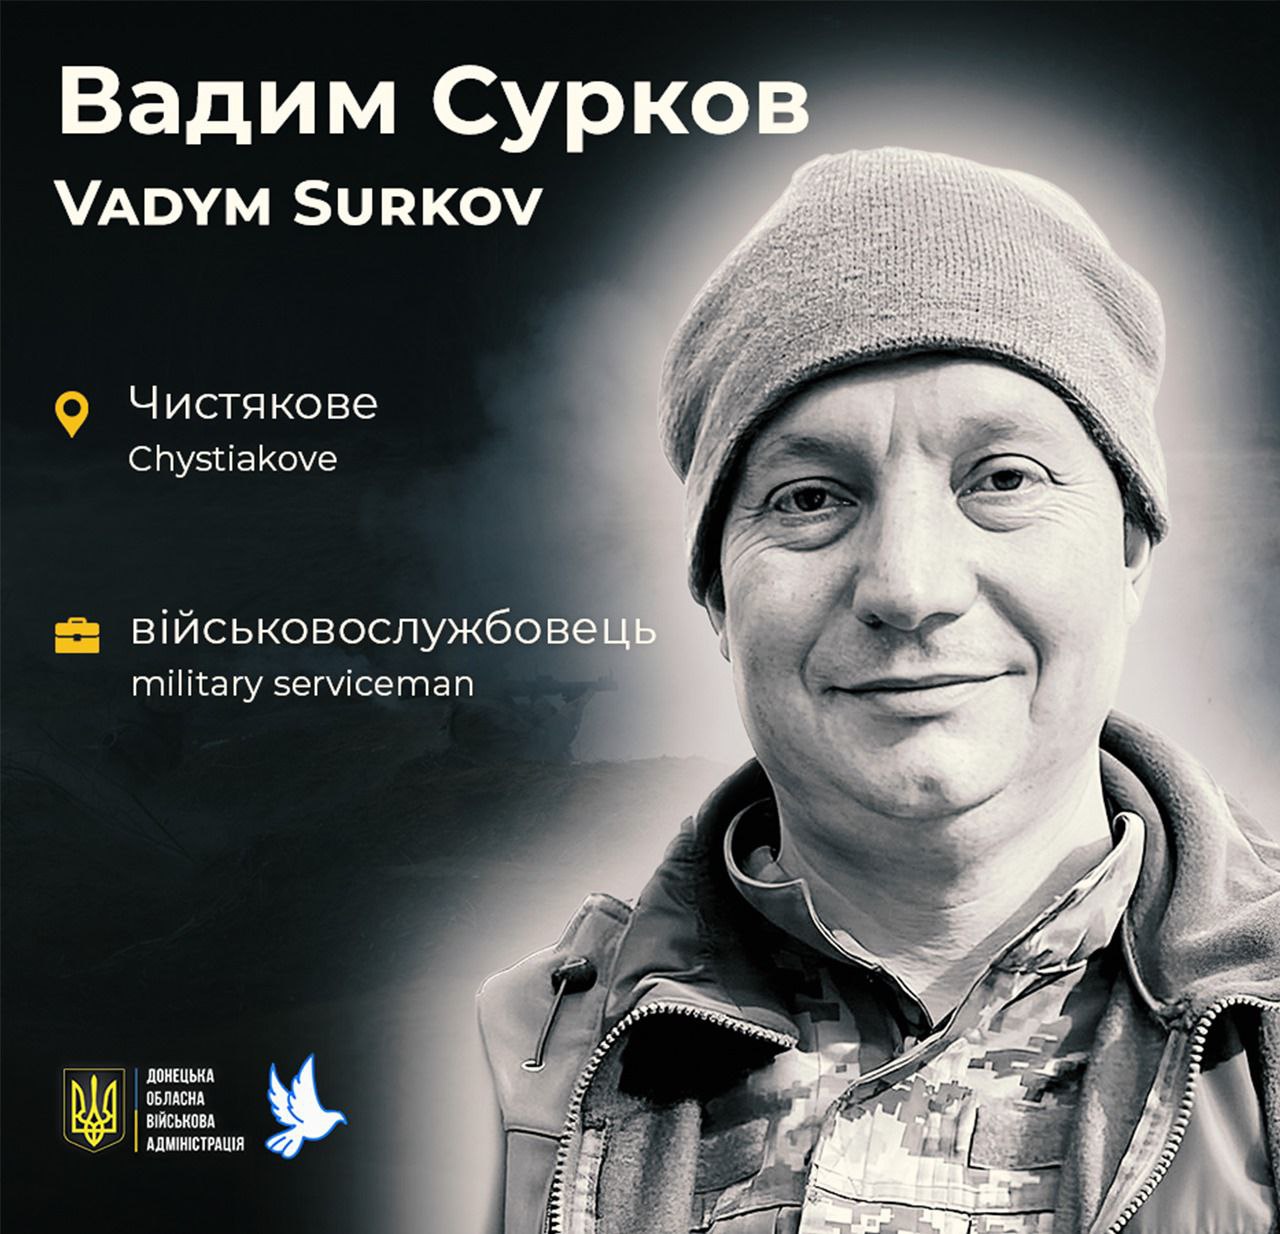 Вадим Сурков
VADYM SURKOV
Чистякове
Chystiakove
військовослужбовець
military serviceman
ДОНЕЦЬКА
ОБЛАСНА
ВІЙСЬКОВА
АДМІНІСТРАЦІЯ